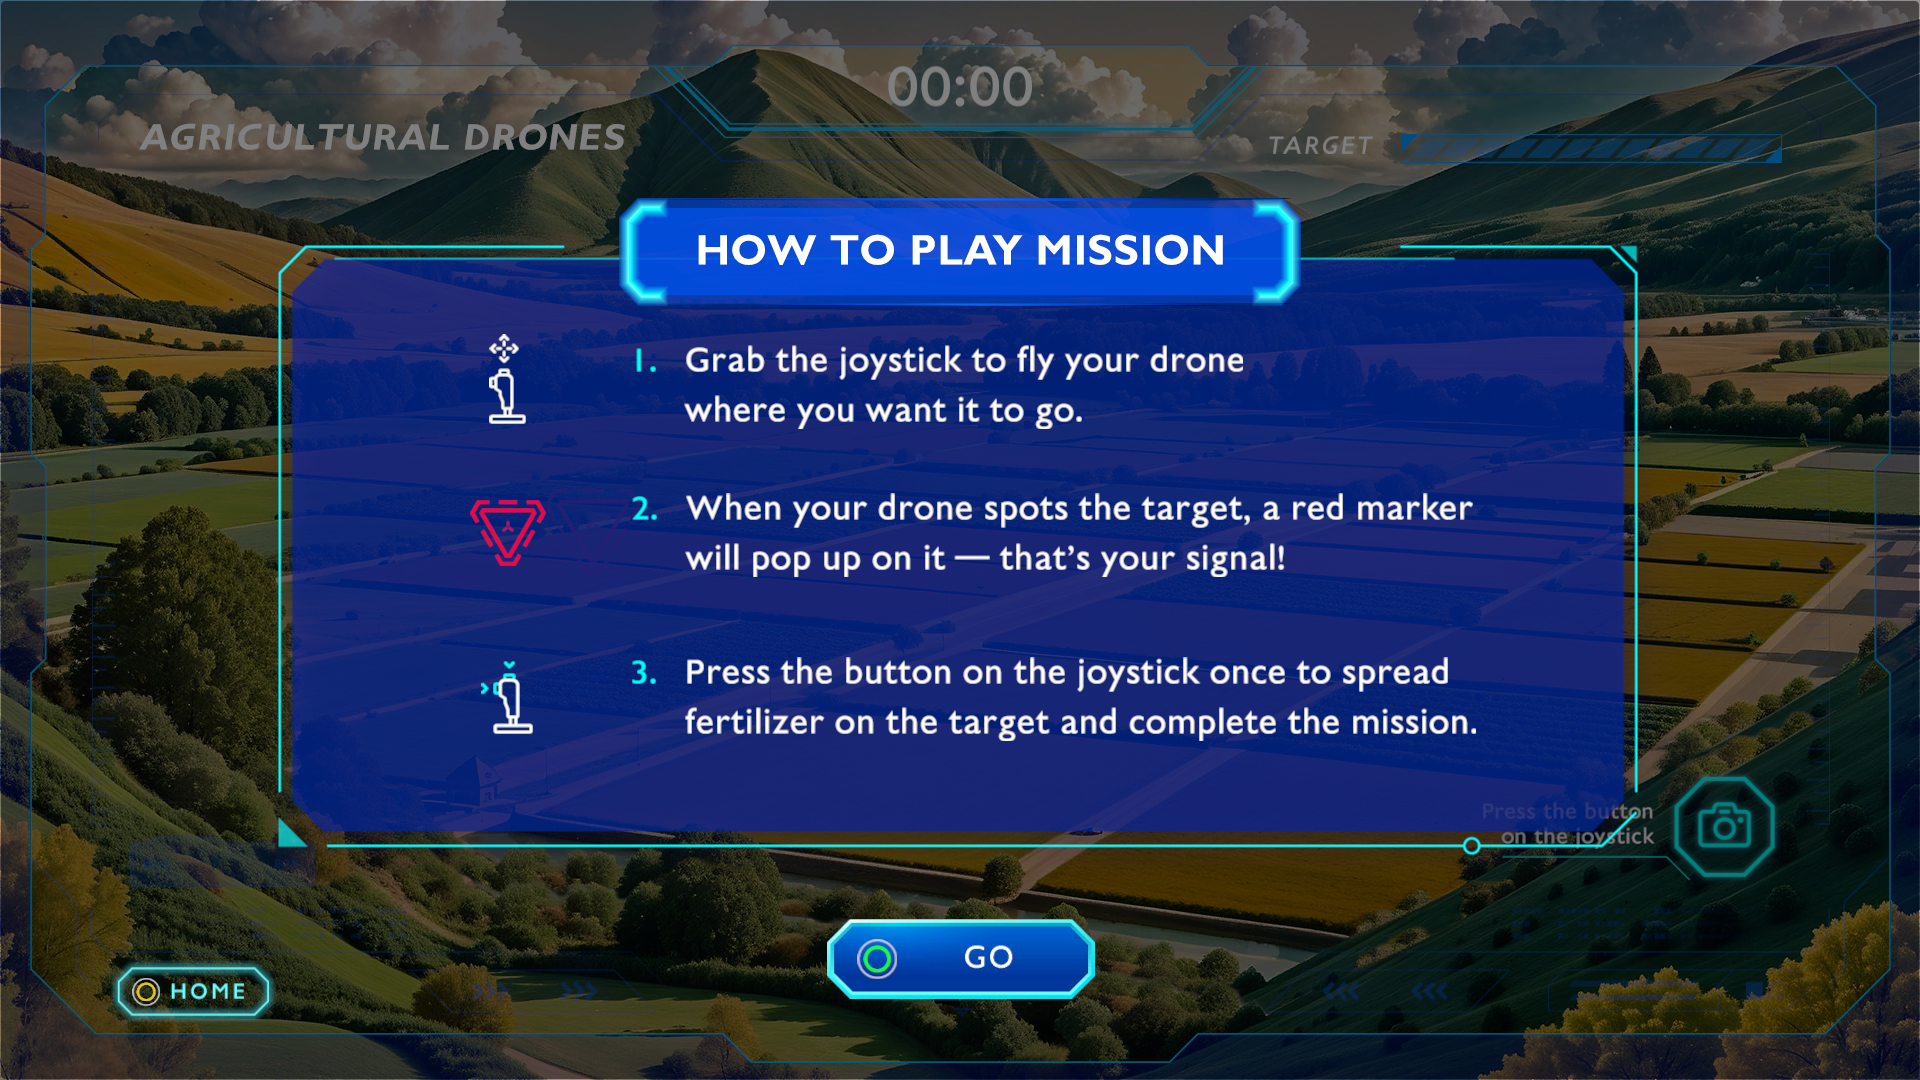 00:00
AGRICULTURAL DRONES
TARGET
HOW TO PLAY MISSION
1. Grab the joystick to fly your drone
where you want it to go.
2. When your drone spots the target, a red marker
will pop up on it — that’s your signal!
3. Press the button on the joystick once to spread
fertilizer on the target and complete the mission.
Press the button
on the joystick
GO
HOME